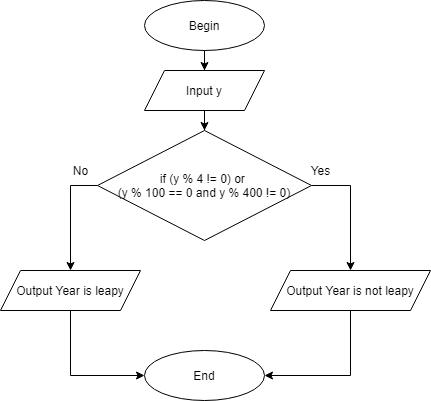 Begin
Input y
if (y % 4 != 0) or
(y % 100 == 0 and y % 400 != 0)
No
Yes
Output Year is leapy
Output Year is not leapy
End